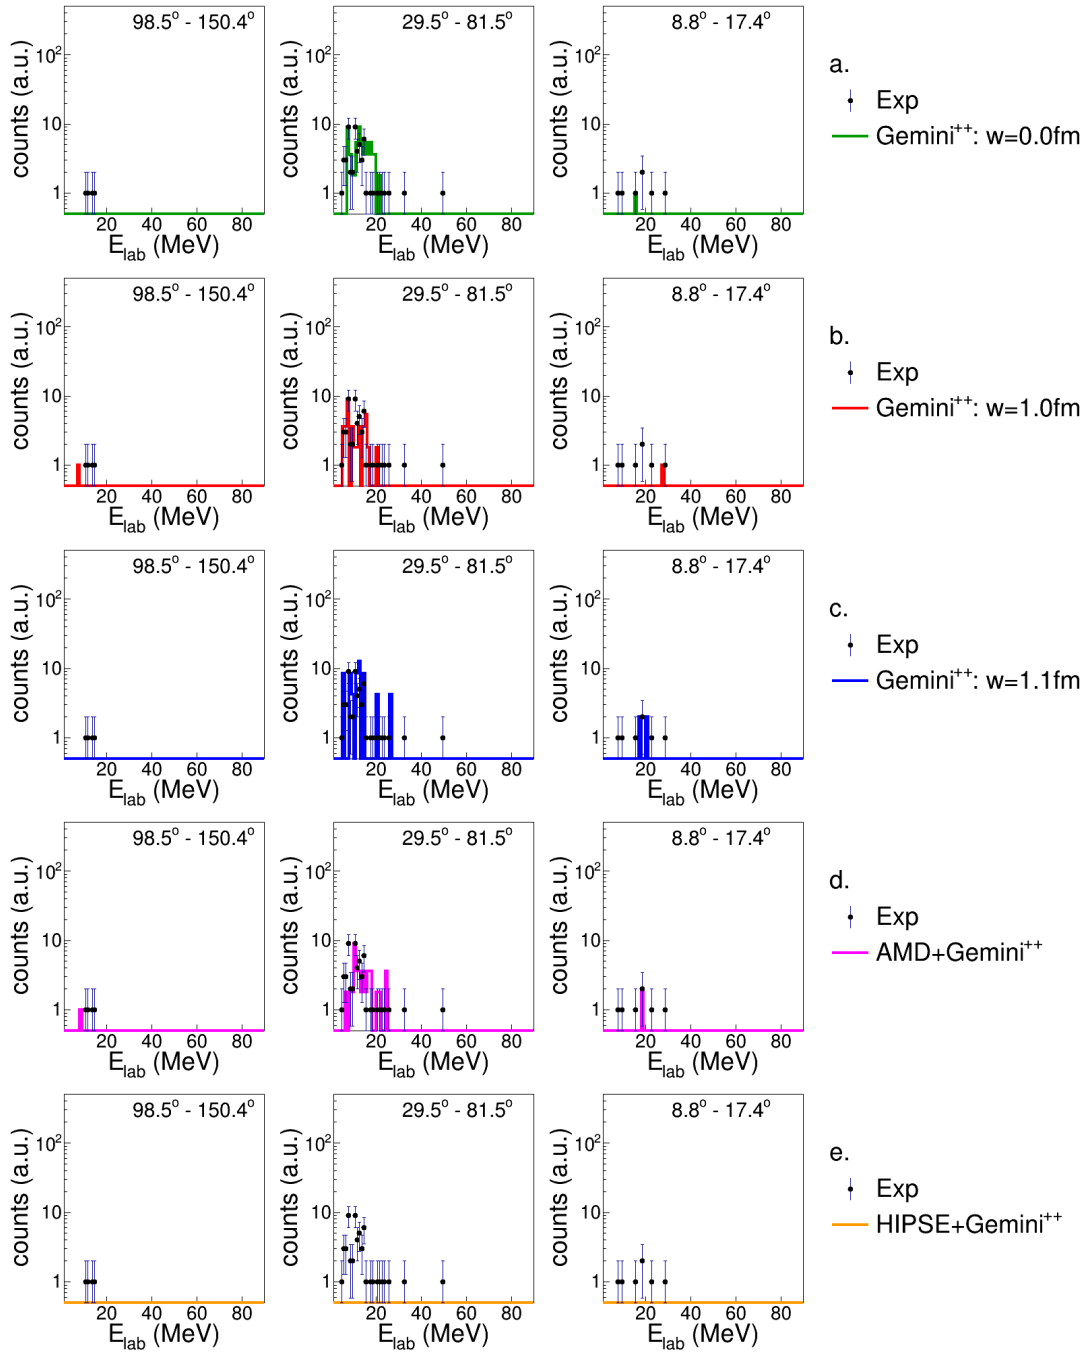 98.5° - 150.4°
counts (a.u.)
10²
10
1
20 40 60 80
E_lab (MeV)
29.5° - 81.5°
counts (a.u.)
10²
10
1
20 40 60 80
E_lab (MeV)
8.8° - 17.4°
counts (a.u.)
10²
10
1
20 40 60 80
E_lab (MeV)
a.
Exp
Gemini⁺⁺: w=0.0fm
98.5° - 150.4°
counts (a.u.)
10²
10
1
20 40 60 80
E_lab (MeV)
29.5° - 81.5°
counts (a.u.)
10²
10
1
20 40 60 80
E_lab (MeV)
8.8° - 17.4°
counts (a.u.)
10²
10
1
20 40 60 80
E_lab (MeV)
b.
Exp
Gemini⁺⁺: w=1.0fm
98.5° - 150.4°
counts (a.u.)
10²
10
1
20 40 60 80
E_lab (MeV)
29.5° - 81.5°
counts (a.u.)
10²
10
1
20 40 60 80
E_lab (MeV)
8.8° - 17.4°
counts (a.u.)
10²
10
1
20 40 60 80
E_lab (MeV)
c.
Exp
Gemini⁺⁺: w=1.1fm
98.5° - 150.4°
counts (a.u.)
10²
10
1
20 40 60 80
E_lab (MeV)
29.5° - 81.5°
counts (a.u.)
10²
10
1
20 40 60 80
E_lab (MeV)
8.8° - 17.4°
counts (a.u.)
10²
10
1
20 40 60 80
E_lab (MeV)
d.
Exp
AMD+Gemini⁺⁺
98.5° - 150.4°
counts (a.u.)
10²
10
1
20 40 60 80
E_lab (MeV)
29.5° - 81.5°
counts (a.u.)
10²
10
1
20 40 60 80
E_lab (MeV)
8.8° - 17.4°
counts (a.u.)
10²
10
1
20 40 60 80
E_lab (MeV)
e.
Exp
HIPSE+Gemini⁺⁺